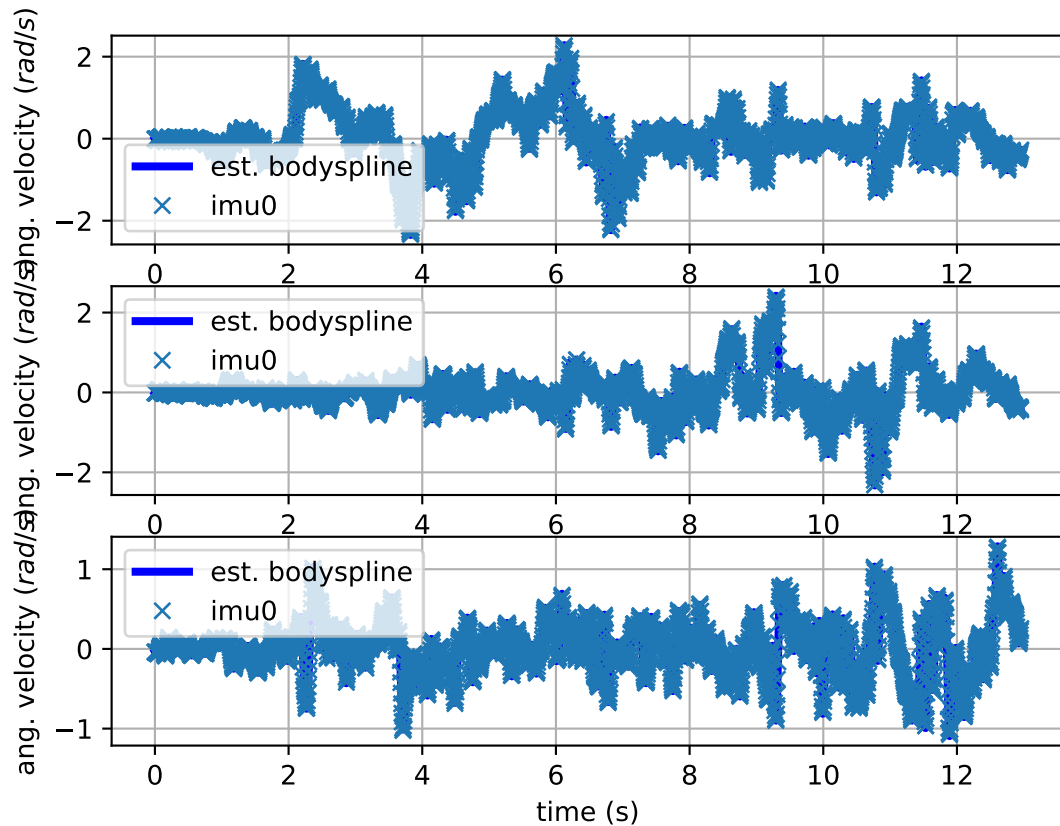 ang. velocity (rad/s)
2
0
−2
est. bodyspline
imu0
0 2 4 6 8 10 12
ang. velocity (rad/s)
2
0
−2
est. bodyspline
imu0
0 2 4 6 8 10 12
ang. velocity (rad/s)
1
0
−1
est. bodyspline
imu0
0 2 4 6 8 10 12
time (s)